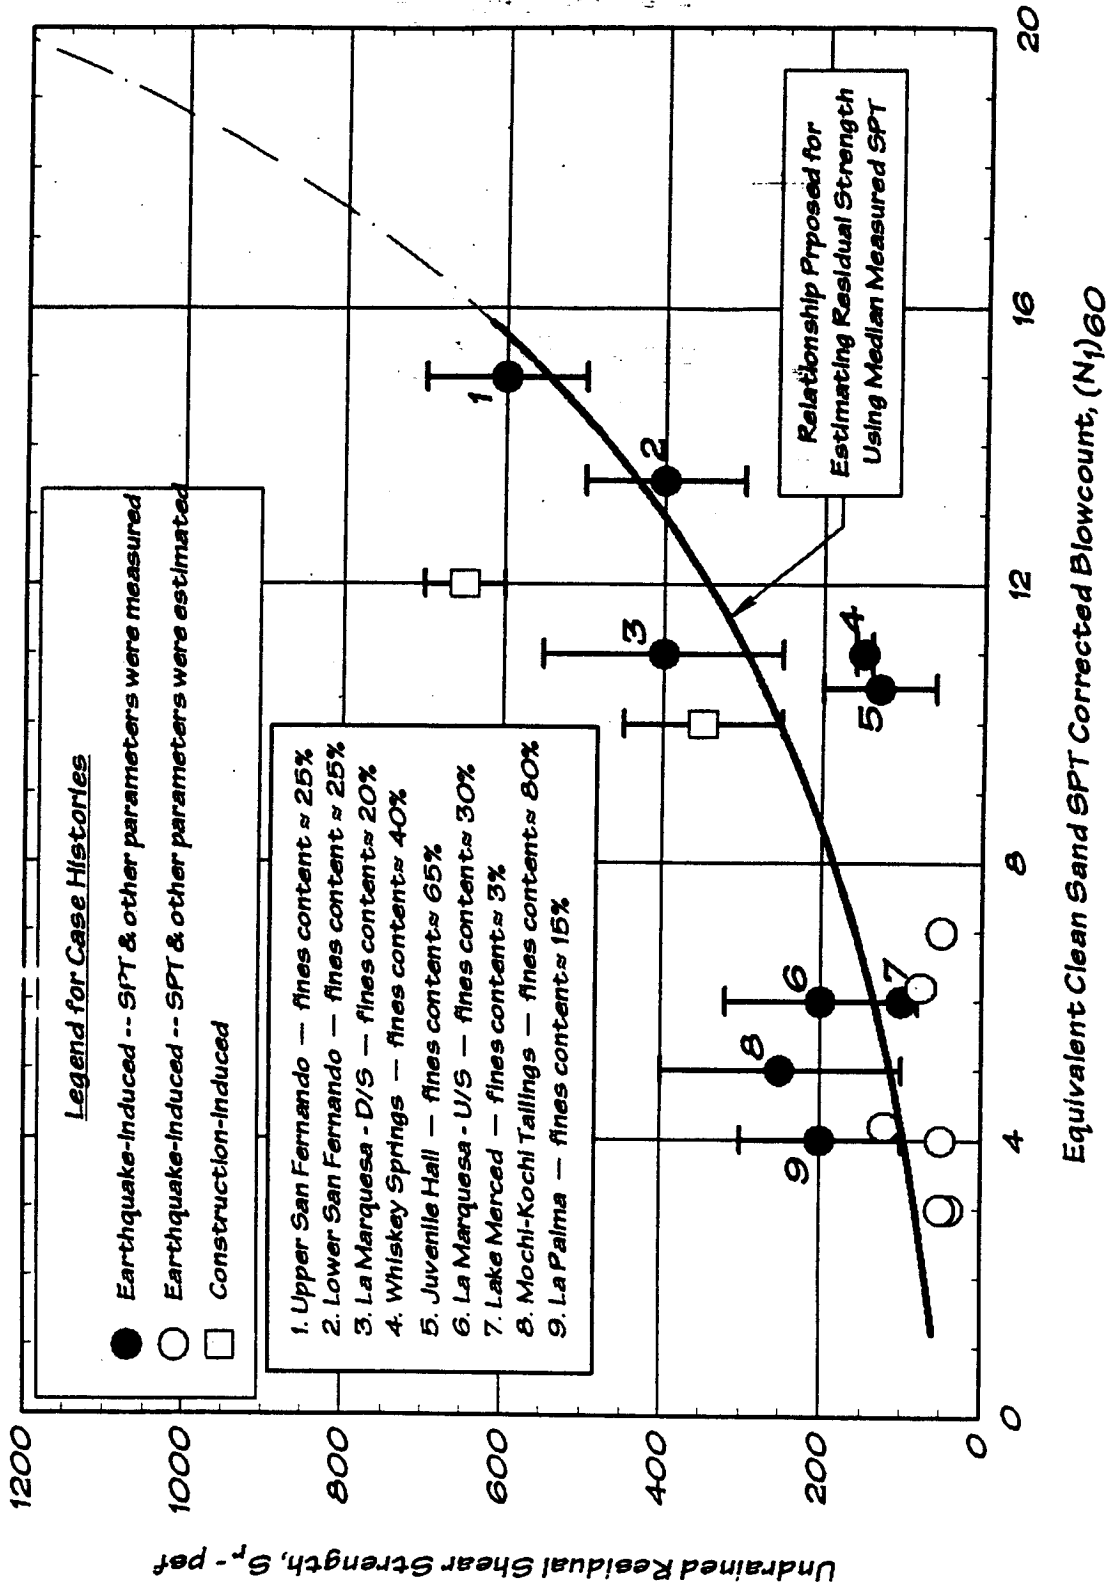 Legend for Case Histories
Earthquake-Induced -- SPT & other parameters were measured
Earthquake-Induced -- SPT & other parameters were estimated
Construction-Induced
1. Upper San Fernando — fines content ≈ 25%
2. Lower San Fernando — fines content ≈ 25%
3. La Marquesa - D/S — fines content ≈ 20%
4. Whiskey Springs — fines content ≈ 40%
5. Juvenile Hall — fines content ≈ 65%
6. La Marquesa - U/S — fines content ≈ 30%
7. Lake Merced — fines content ≈ 3%
8. Mochi-Kochi Tailings — fines content ≈ 80%
9. La Palma — fines content ≈ 15%
Relationship Prposed for
Estimating Residual Strength
Using Median Measured SPT
1
2
3
4
5
6
7
8
9
1200
1000
800
600
400
200
0
0
4
8
12
16
20
Undrained Residual Shear Strength, Sr - psf
Equivalent Clean Sand SPT Corrected Blowcount, (N1)60